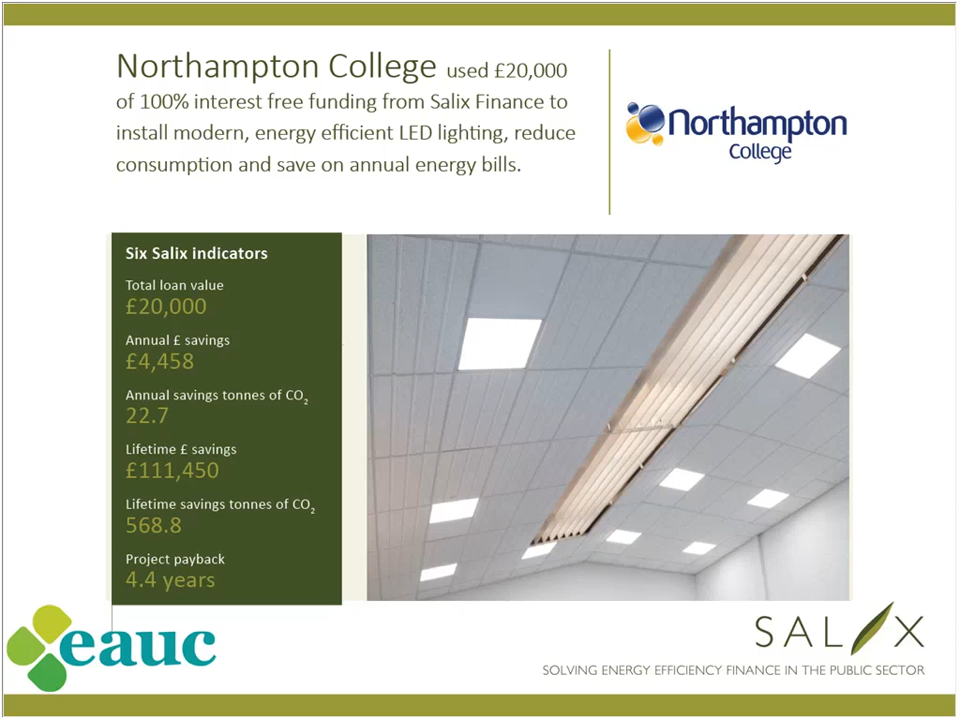 Northampton College used £20,000
of 100% interest free funding from Salix Finance to
install modern, energy efficient LED lighting, reduce
consumption and save on annual energy bills.
Northampton
College
Six Salix indicators
Total loan value
£20,000
Annual £ savings
£4,458
Annual savings tonnes of CO₂
22.7
Lifetime £ savings
£111,450
Lifetime savings tonnes of CO₂
568.8
Project payback
4.4 years
eauc
SALIX
SOLVING ENERGY EFFICIENCY FINANCE IN THE PUBLIC SECTOR